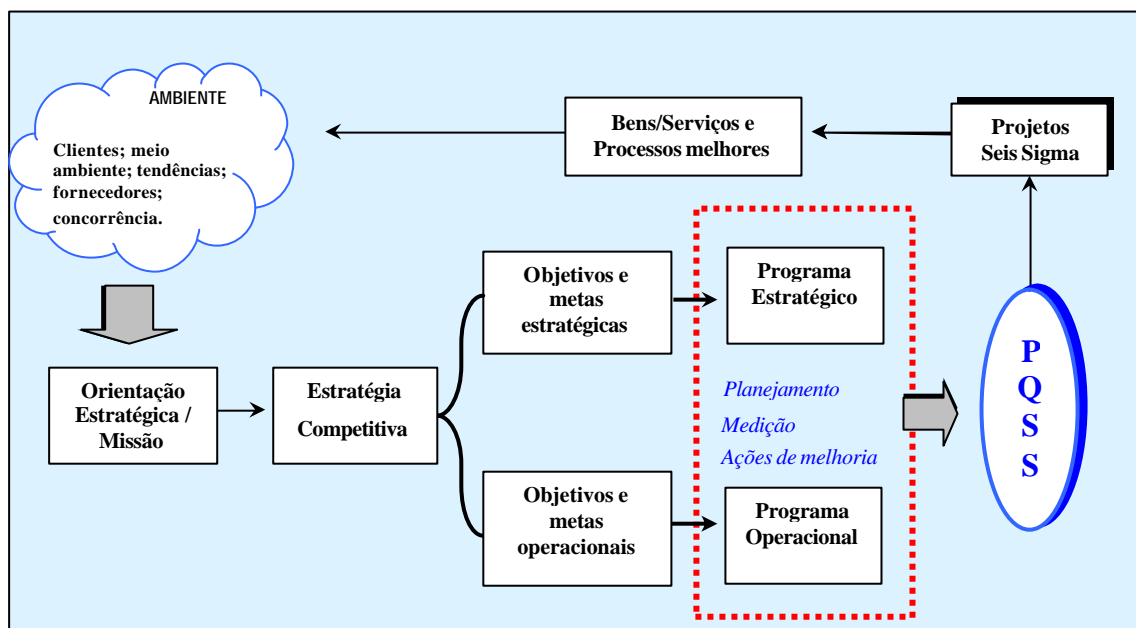 AMBIENTE
Clientes; meio
ambiente; tendências;
fornecedores;
concorrência.
Bens/Serviços e
Processos melhores
Projetos
Seis Sigma
Objetivos e
metas
estratégicas
Programa
Estratégico
Orientação
Estratégica /
Missão
Estratégia
Competitiva
Planejamento
Medição
Ações de melhoria
P
Q
S
S
Objetivos e
metas
operacionais
Programa
Operacional